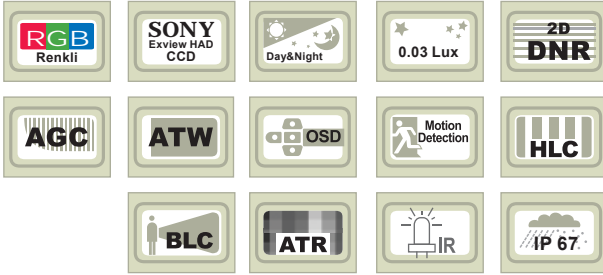 RGB
Renkli
SONY
Exview HAD
CCD
Day&Night
0.03 Lux
2D
DNR
AGC
ATW
OSD
Motion
Detection
HLC
BLC
ATR
IR
IP 67